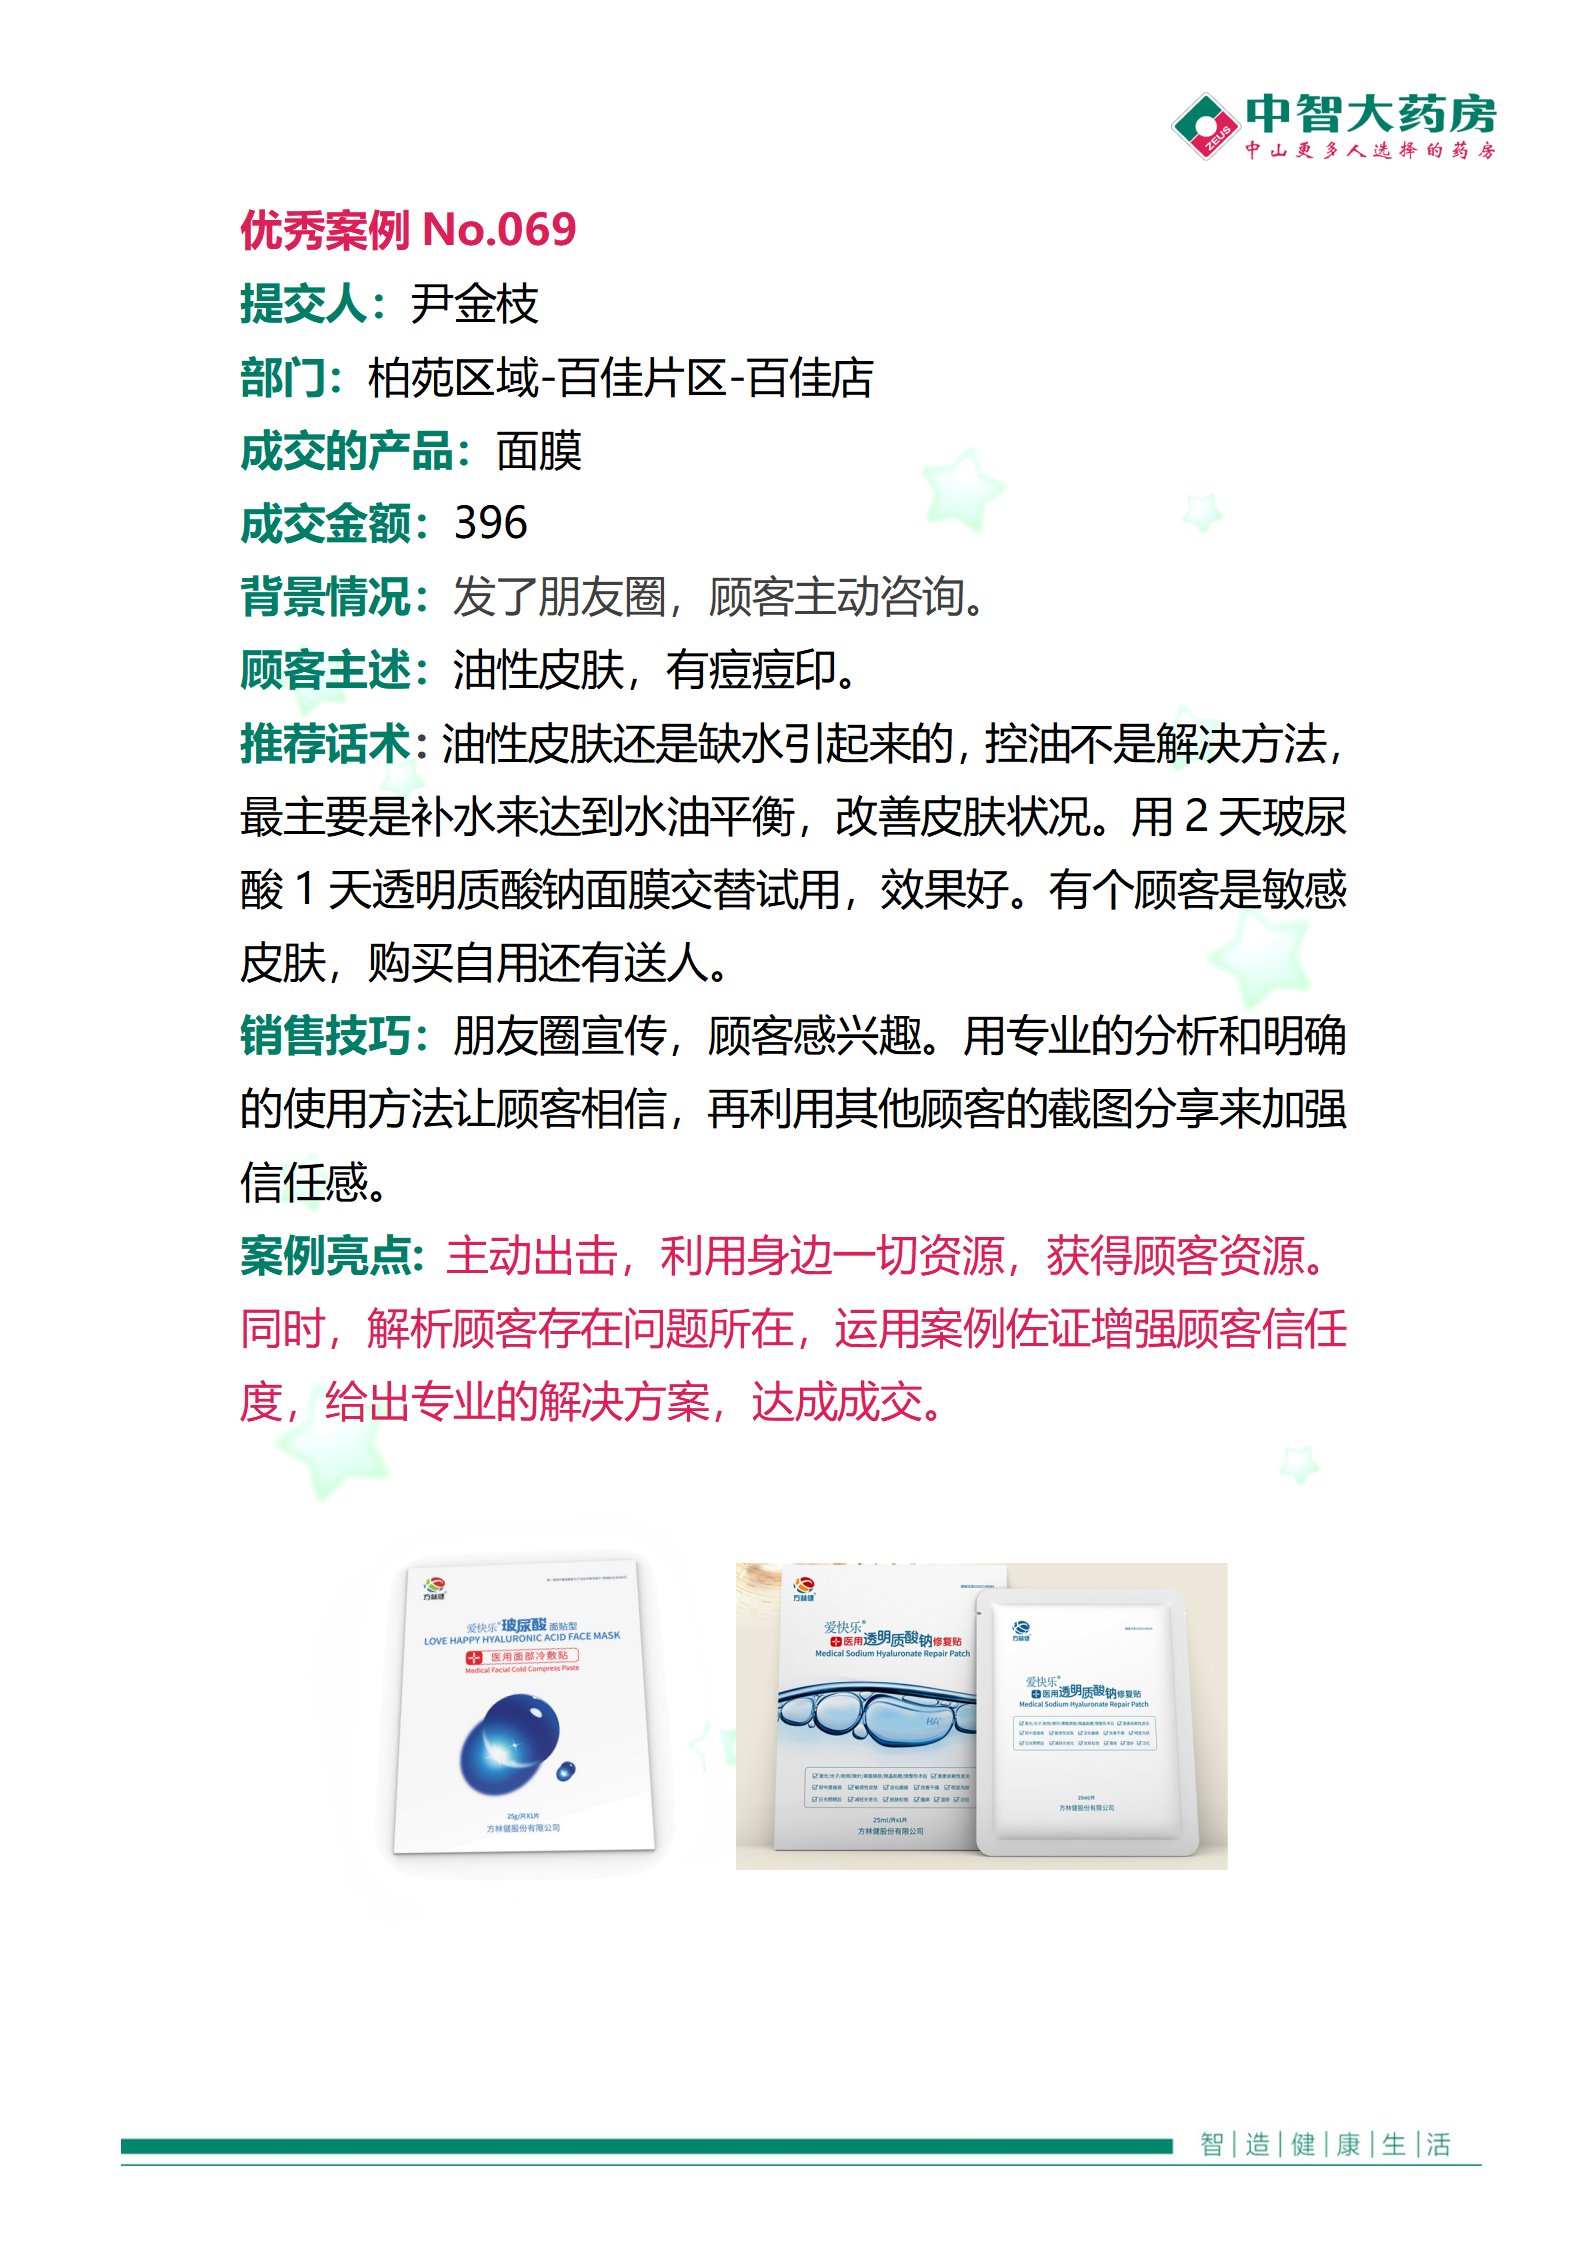 中智大药房
ZEUS
中山更多人选择的药房
优秀案例 No.069
提交人：尹金枝
部门：柏苑区域-百佳片区-百佳店
成交的产品：面膜
成交金额：396
背景情况：发了朋友圈，顾客主动咨询。
顾客主述：油性皮肤，有痘痘印。
推荐话术：油性皮肤还是缺水引起来的，控油不是解决方法，
最主要是补水来达到水油平衡，改善皮肤状况。用 2 天玻尿
酸 1 天透明质酸钠面膜交替试用，效果好。有个顾客是敏感
皮肤，购买自用还有送人。
销售技巧：朋友圈宣传，顾客感兴趣。用专业的分析和明确
的使用方法让顾客相信，再利用其他顾客的截图分享来加强
信任感。
案例亮点：主动出击，利用身边一切资源，获得顾客资源。
同时，解析顾客存在问题所在，运用案例佐证增强顾客信任
度，给出专业的解决方案，达成成交。
方林健
爱快乐®玻尿酸 面贴型
LOVE HAPPY HYALURONIC ACID FACE MASK
医用面部冷敷贴
Medical Facial Cold Compress Paste
25g/片X1片
方林健股份有限公司
方林健
爱快乐®
医用透明质酸钠修复贴
Medical Sodium Hyaluronate Repair Patch
HA
25ml/片x1片
方林健股份有限公司
方林健
爱快乐®
医用透明质酸钠修复贴
Medical Sodium Hyaluronate Repair Patch
25ml/片
方林健股份有限公司
智|造|健|康|生|活